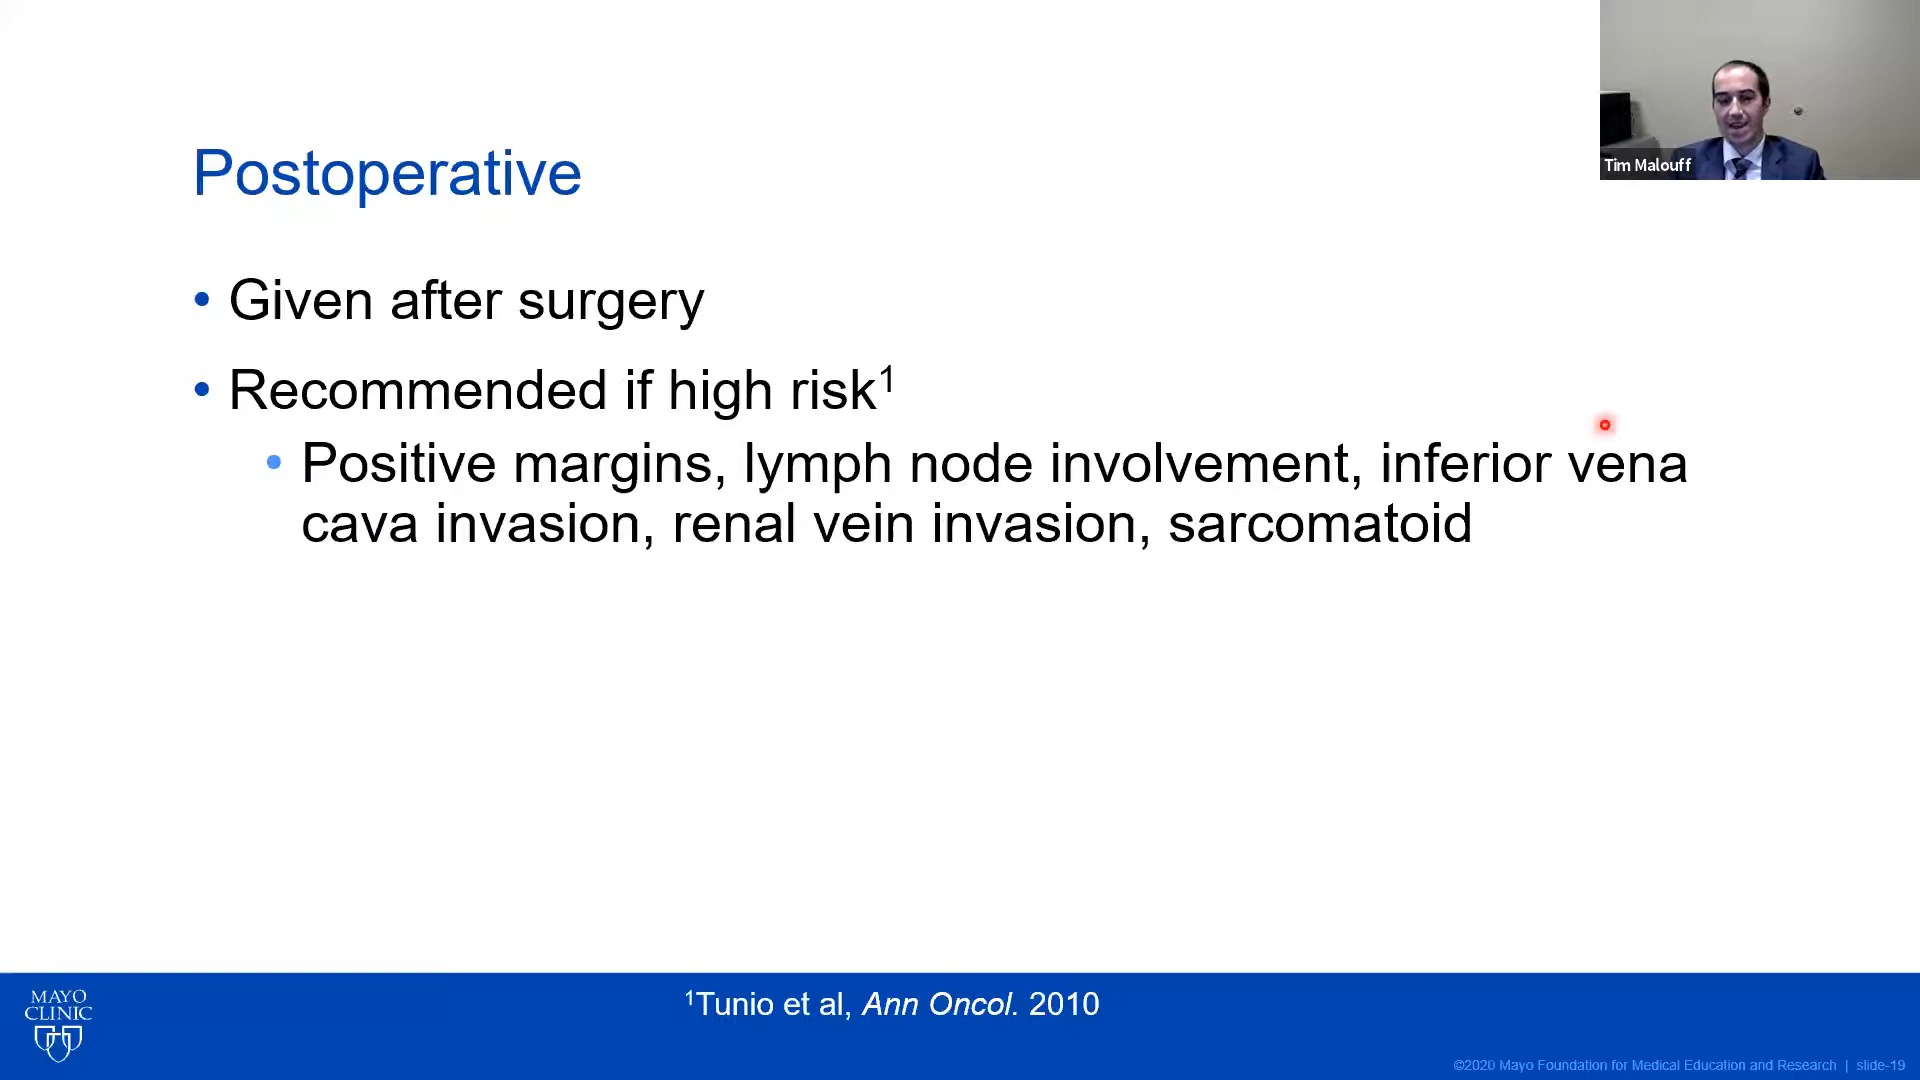 Tim Malouff
Postoperative
• Given after surgery
• Recommended if high risk¹
• Positive margins, lymph node involvement, inferior vena
cava invasion, renal vein invasion, sarcomatoid
MAYO
CLINIC
¹Tunio et al, Ann Oncol. 2010
©2020 Mayo Foundation for Medical Education and Research | slide-19